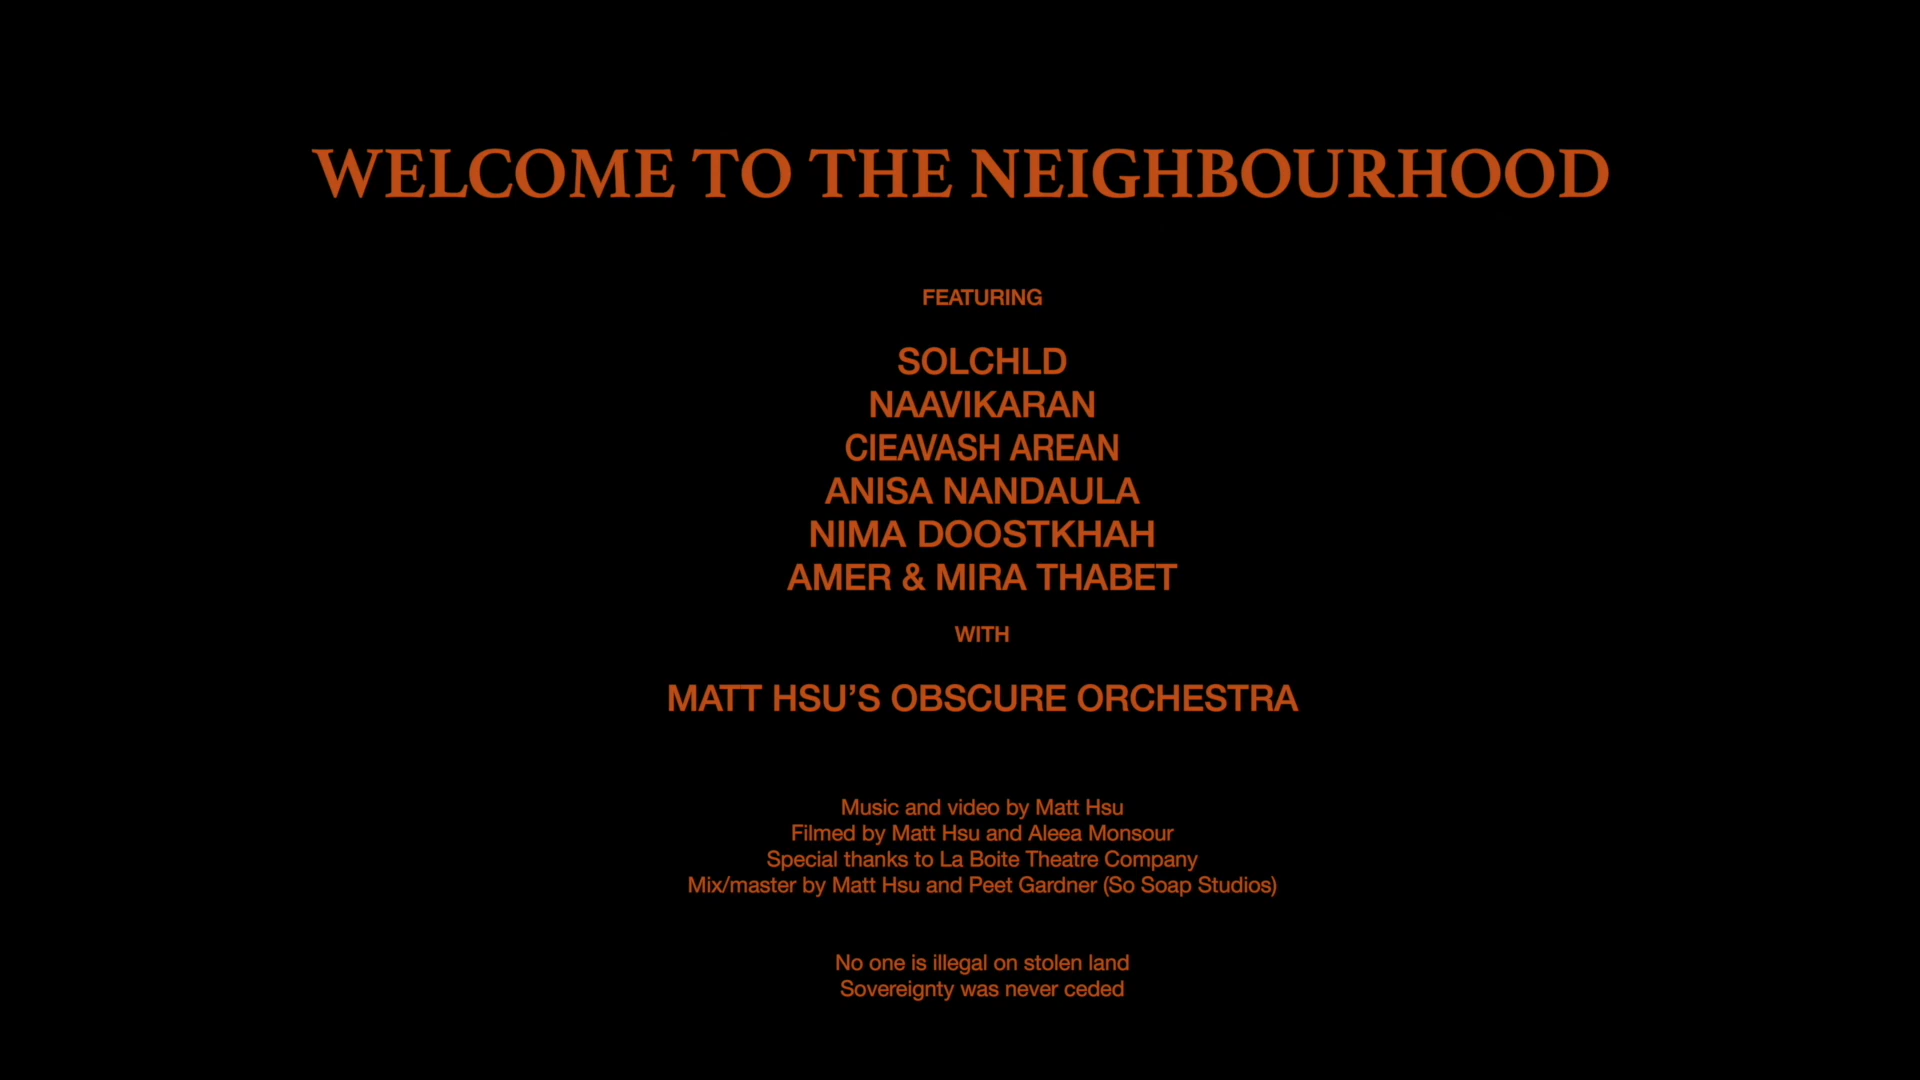 WELCOME TO THE NEIGHBOURHOOD
FEATURING
SOLCHLD
NAAVIKARAN
CIEAVASH AREAN
ANISA NANDAULA
NIMA DOOSTKHAH
AMER & MIRA THABET
WITH
MATT HSU’S OBSCURE ORCHESTRA
Music and video by Matt Hsu
Filmed by Matt Hsu and Aleea Monsour
Special thanks to La Boite Theatre Company
Mix/master by Matt Hsu and Peet Gardner (So Soap Studios)
No one is illegal on stolen land
Sovereignty was never ceded